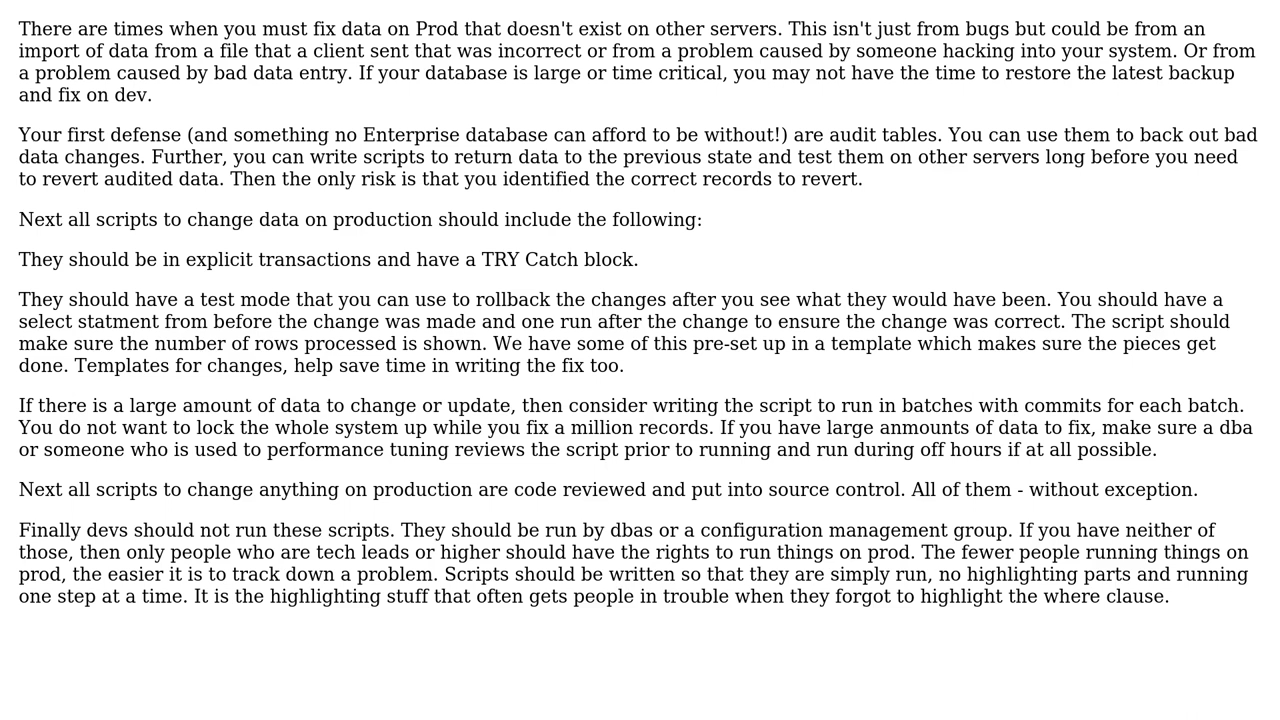 There are times when you must fix data on Prod that doesn't exist on other servers. This isn't just from bugs but could be from an
import of data from a file that a client sent that was incorrect or from a problem caused by someone hacking into your system. Or from
a problem caused by bad data entry. If your database is large or time critical, you may not have the time to restore the latest backup
and fix on dev.
Your first defense (and something no Enterprise database can afford to be without!) are audit tables. You can use them to back out bad
data changes. Further, you can write scripts to return data to the previous state and test them on other servers long before you need
to revert audited data. Then the only risk is that you identified the correct records to revert.
Next all scripts to change data on production should include the following:
They should be in explicit transactions and have a TRY Catch block.
They should have a test mode that you can use to rollback the changes after you see what they would have been. You should have a
select statment from before the change was made and one run after the change to ensure the change was correct. The script should
make sure the number of rows processed is shown. We have some of this pre-set up in a template which makes sure the pieces get
done. Templates for changes, help save time in writing the fix too.
If there is a large amount of data to change or update, then consider writing the script to run in batches with commits for each batch.
You do not want to lock the whole system up while you fix a million records. If you have large anmounts of data to fix, make sure a dba
or someone who is used to performance tuning reviews the script prior to running and run during off hours if at all possible.
Next all scripts to change anything on production are code reviewed and put into source control. All of them - without exception.
Finally devs should not run these scripts. They should be run by dbas or a configuration management group. If you have neither of
those, then only people who are tech leads or higher should have the rights to run things on prod. The fewer people running things on
prod, the easier it is to track down a problem. Scripts should be written so that they are simply run, no highlighting parts and running
one step at a time. It is the highlighting stuff that often gets people in trouble when they forgot to highlight the where clause.